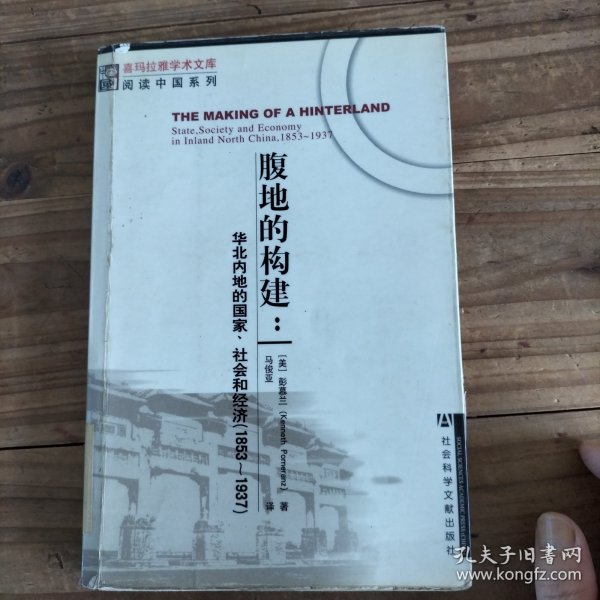 喜玛拉雅学术文库
阅读中国系列
THE MAKING OF A HINTERLAND
State,Society and Economy
in Inland North China,1853~1937
腹地的构建：
华北内地的国家、社会和经济(1853～1937)
［美］彭慕兰（Kenneth Pomeranz） 著
马俊亚 译
社会科学文献出版社
SOCIAL SCIENCES ACADEMIC PRESS
孔夫子旧书网
www.kongfz.com